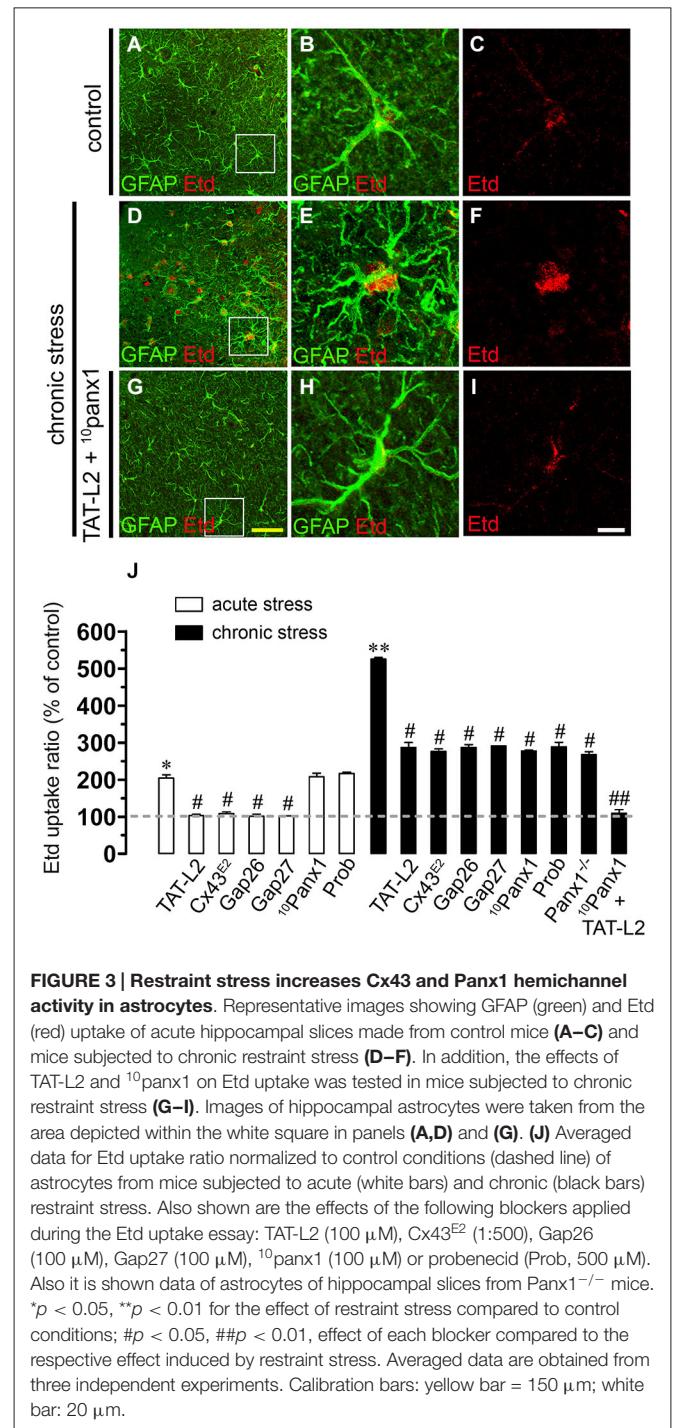 control
A
B
C
GFAP Etd
GFAP Etd
Etd
chronic stress
D
E
F
GFAP Etd
GFAP Etd
Etd
TAT-L2 + ¹⁰panx1
G
H
I
GFAP Etd
GFAP Etd
Etd
J
acute stress
chronic stress
Etd uptake ratio (% of control)
600
500
400
300
200
100
0
* # # # # ** # # # # # # # ##
TAT-L2
Cx43ᴱ²
Gap26
Gap27
¹⁰Panx1
Prob
TAT-L2
Cx43ᴱ²
Gap26
Gap27
¹⁰Panx1
Prob
Panx1⁻/⁻
¹⁰Panx1
+
TAT-L2
FIGURE 3 | Restraint stress increases Cx43 and Panx1 hemichannel
activity in astrocytes. Representative images showing GFAP (green) and Etd
(red) uptake of acute hippocampal slices made from control mice (A–C) and
mice subjected to chronic restraint stress (D–F). In addition, the effects of
TAT-L2 and ¹⁰panx1 on Etd uptake was tested in mice subjected to chronic
restraint stress (G–I). Images of hippocampal astrocytes were taken from the
area depicted within the white square in panels (A,D) and (G). (J) Averaged
data for Etd uptake ratio normalized to control conditions (dashed line) of
astrocytes from mice subjected to acute (white bars) and chronic (black bars)
restraint stress. Also shown are the effects of the following blockers applied
during the Etd uptake essay: TAT-L2 (100 μM), Cx43ᴱ² (1:500), Gap26
(100 μM), Gap27 (100 μM), ¹⁰panx1 (100 μM) or probenecid (Prob, 500 μM).
Also it is shown data of astrocytes of hippocampal slices from Panx1⁻/⁻ mice.
*p < 0.05, **p < 0.01 for the effect of restraint stress compared to control
conditions; #p < 0.05, ##p < 0.01, effect of each blocker compared to the
respective effect induced by restraint stress. Averaged data are obtained from
three independent experiments. Calibration bars: yellow bar = 150 μm; white
bar: 20 μm.